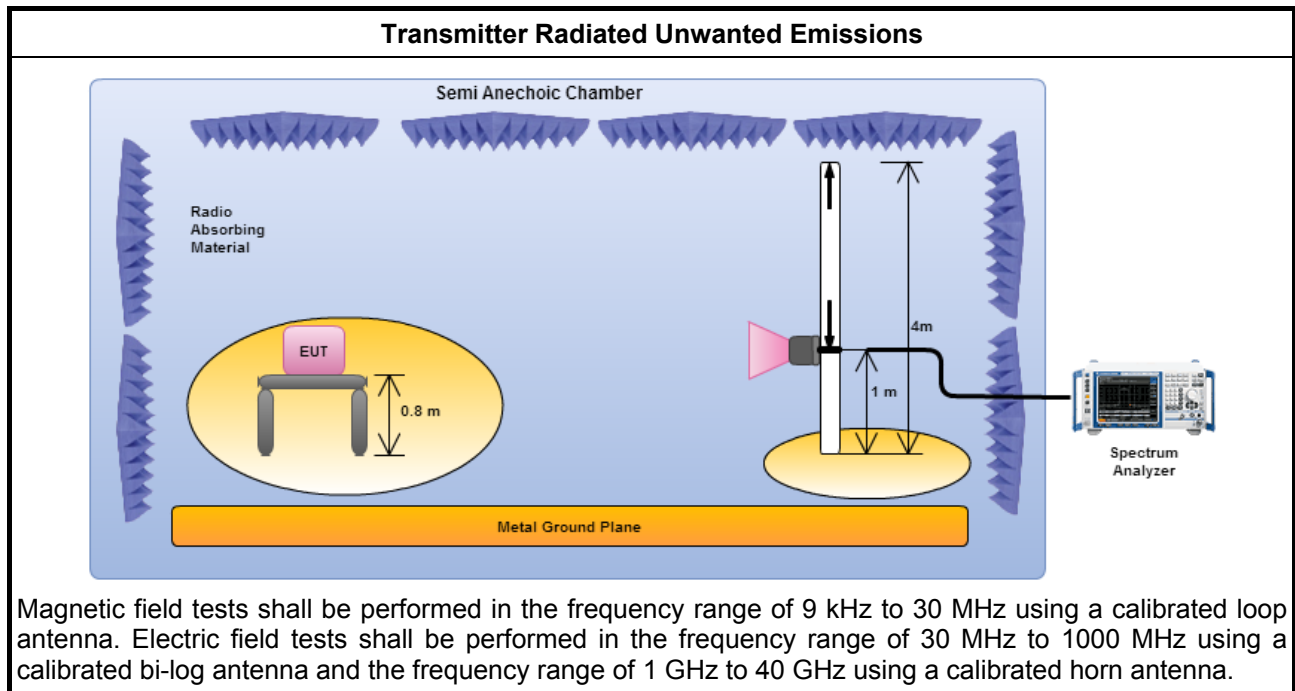 Transmitter Radiated Unwanted Emissions
Semi Anechoic Chamber
Radio
Absorbing
Material
EUT
0.8 m
4m
1 m
Spectrum
Analyzer
Metal Ground Plane
Magnetic field tests shall be performed in the frequency range of 9 kHz to 30 MHz using a calibrated loop
antenna. Electric field tests shall be performed in the frequency range of 30 MHz to 1000 MHz using a
calibrated bi-log antenna and the frequency range of 1 GHz to 40 GHz using a calibrated horn antenna.